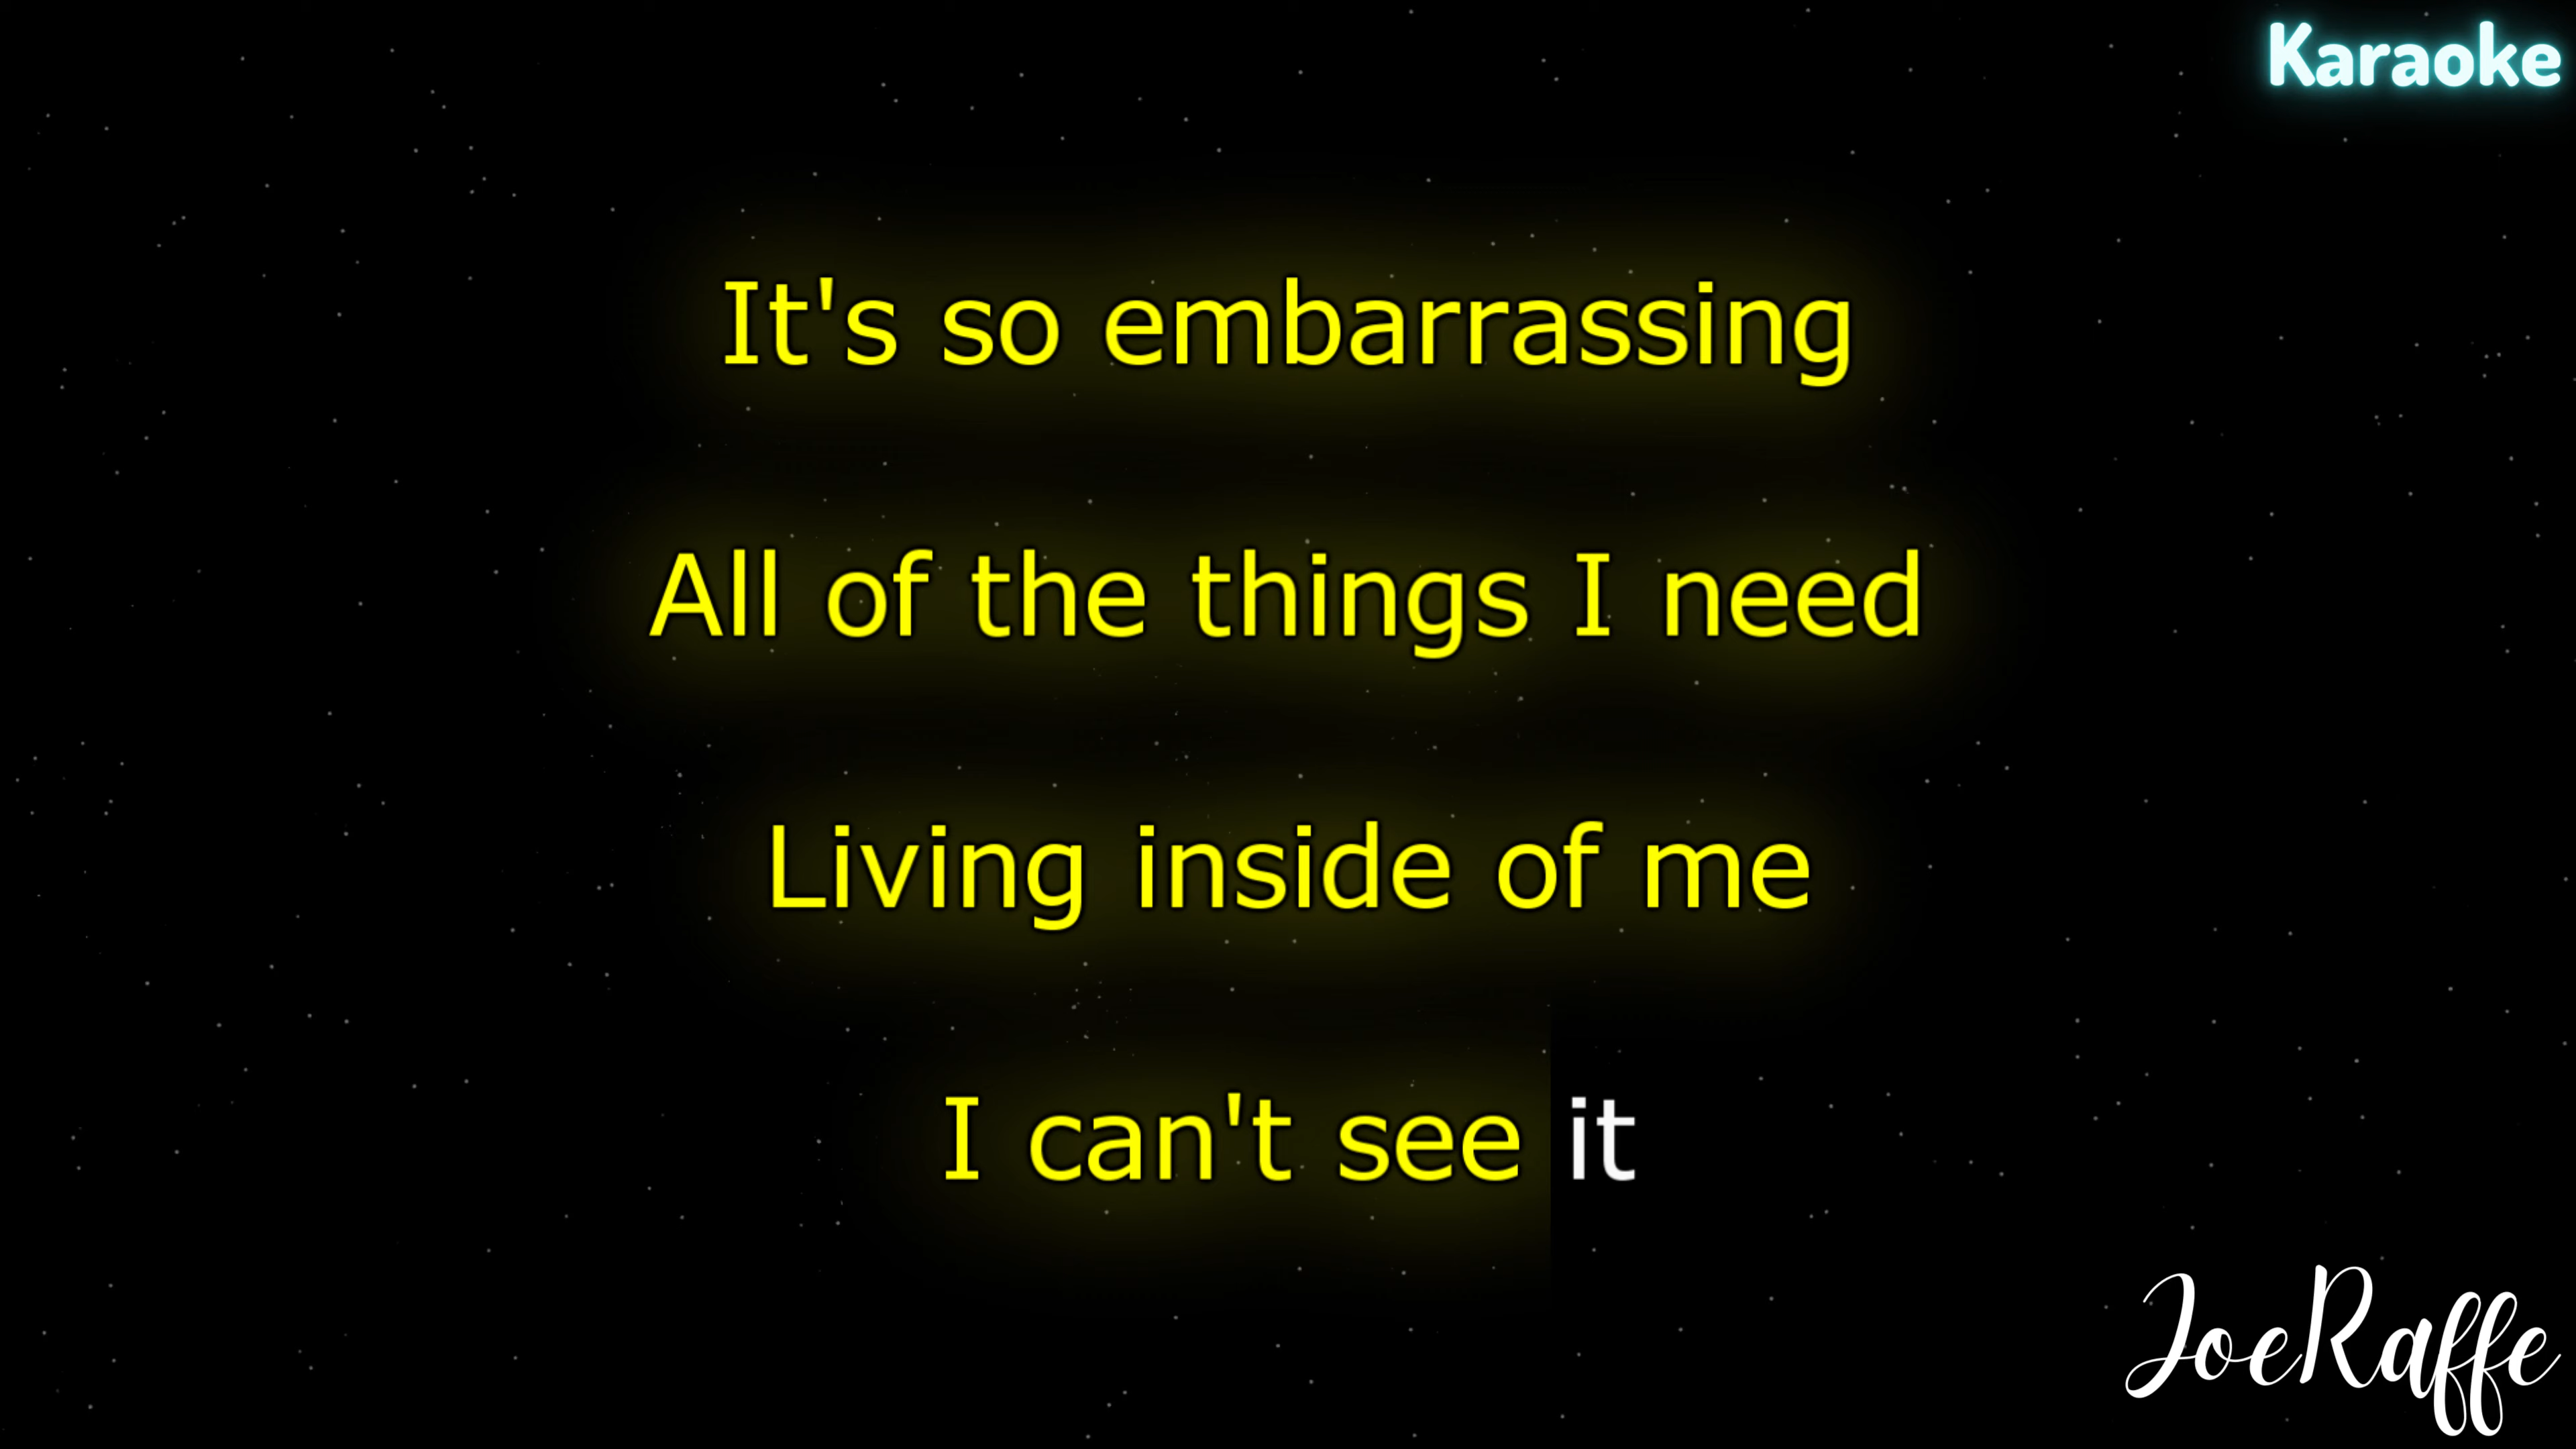 Karaoke
It's so embarrassing
All of the things I need
Living inside of me
I can't see it
JoeRaffe